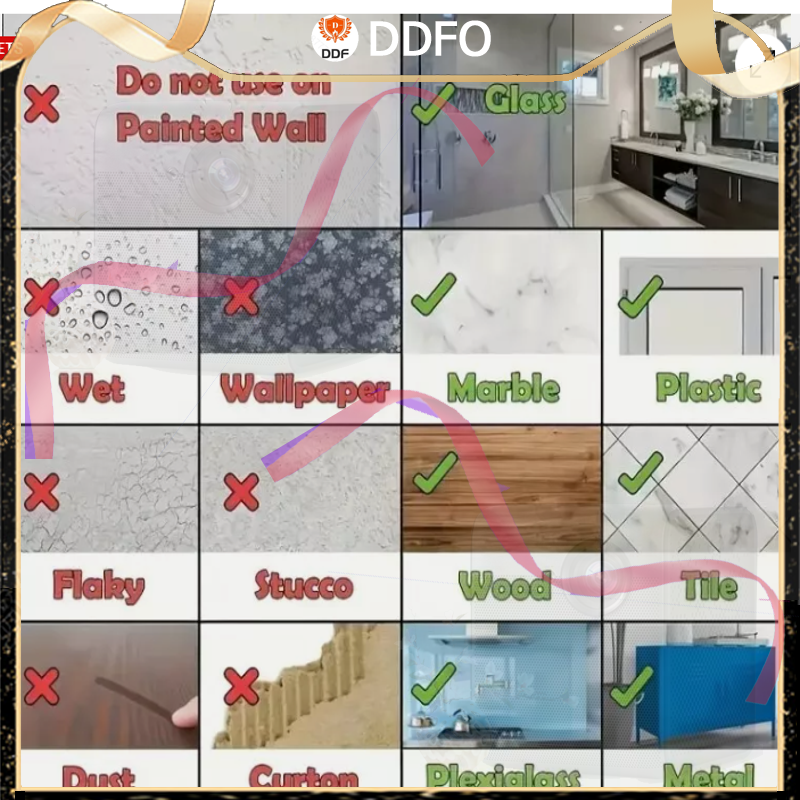 DDF
DDFO
Do not use on
Painted Wall
Glass
Wet
Wallpaper
Marble
Plastic
Flaky
Stucco
Wood
Tile
Dust
Curton
Plexiglass
Metal